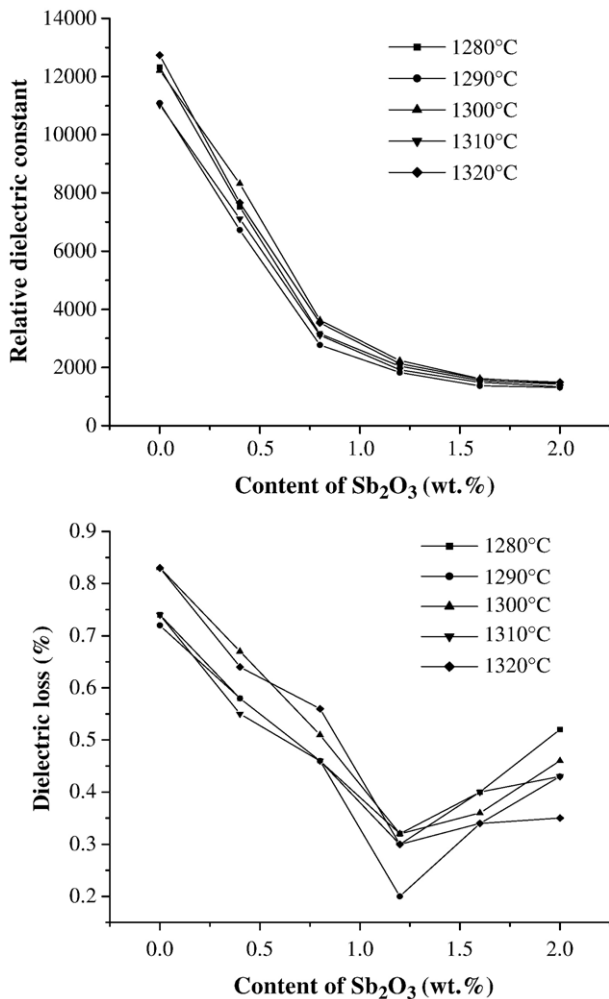 14000
12000
10000
8000
6000
4000
2000
0
Relative dielectric constant
1280°C
1290°C
1300°C
1310°C
1320°C
0.0 0.5 1.0 1.5 2.0
Content of Sb₂O₃ (wt.%)
0.9
0.8
0.7
0.6
0.5
0.4
0.3
0.2
Dielectric loss (%)
1280°C
1290°C
1300°C
1310°C
1320°C
0.0 0.5 1.0 1.5 2.0
Content of Sb₂O₃ (wt.%)